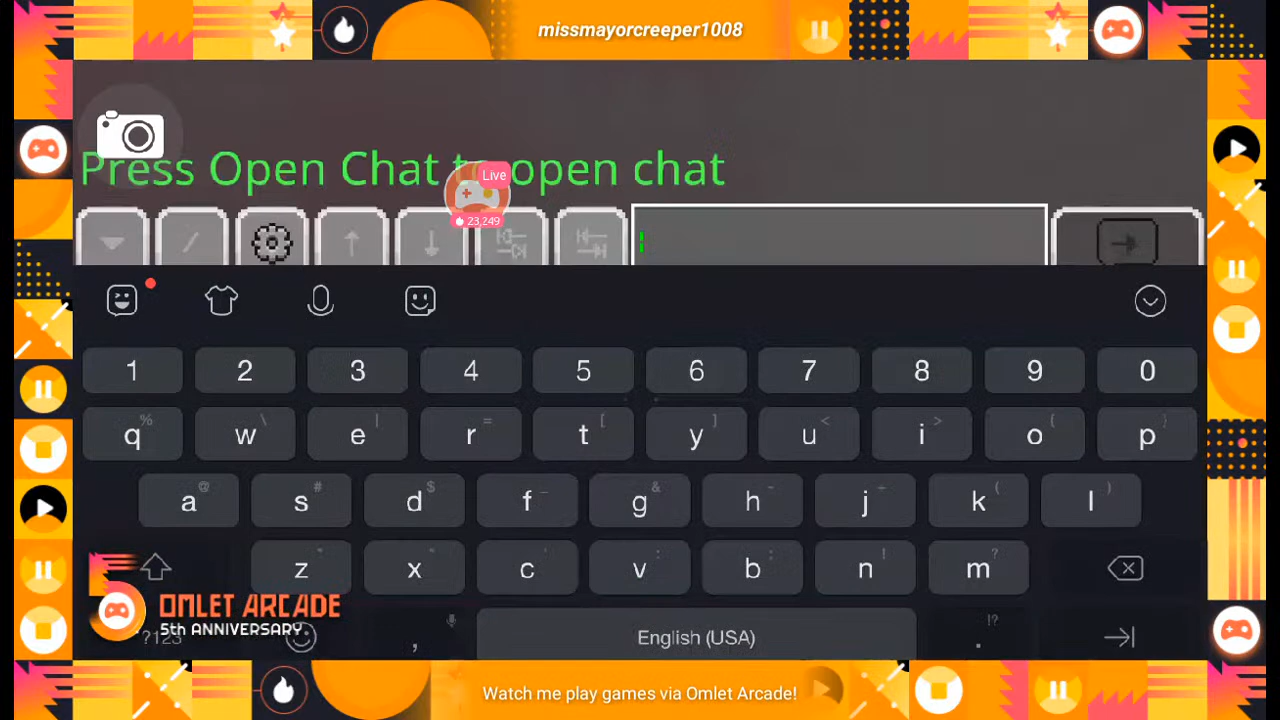 missmayorcreeper1008
Press Open Chat to open chat
Live
23,249
1 2 3 4 5 6 7 8 9 0
% \ | = [ ] < > { }
q w e r t y u i o p
@ # $ _ & - + ( )
a s d f g h j k l
z x c v b n m
* " ' : ; ! ?
OMLET ARCADE
5th ANNIVERSARY
?123 , English (USA) . !?
Watch me play games via Omlet Arcade!